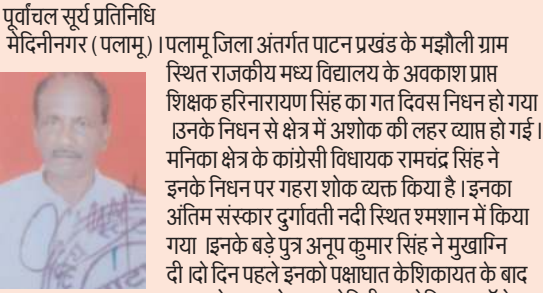 पूर्वांचल सूर्य प्रतिनिधि
मेदिनीनगर ( पलामू ) । पलामू जिला अंतर्गत पाटन प्रखंड के मझौली ग्राम
स्थित राजकीय मध्य विद्यालय के अवकाश प्राप्त
शिक्षक हरिनारायण सिंह का गत दिवस निधन हो गया
।उनके निधन से क्षेत्र में अशोक की लहर व्याप्त हो गई ।
मनिका क्षेत्र के कांग्रेसी विधायक रामचंद्र सिंह ने
इनके निधन पर गहरा शोक व्यक्त किया है । इनका
अंतिम संस्कार दुर्गावती नदी स्थित श्मशान में किया
गया ।इनके बड़े पुत्र अनूप कुमार सिंह ने मुखाग्नि
दी ।दो दिन पहले इनको पक्षाघात केशिकायत के बाद